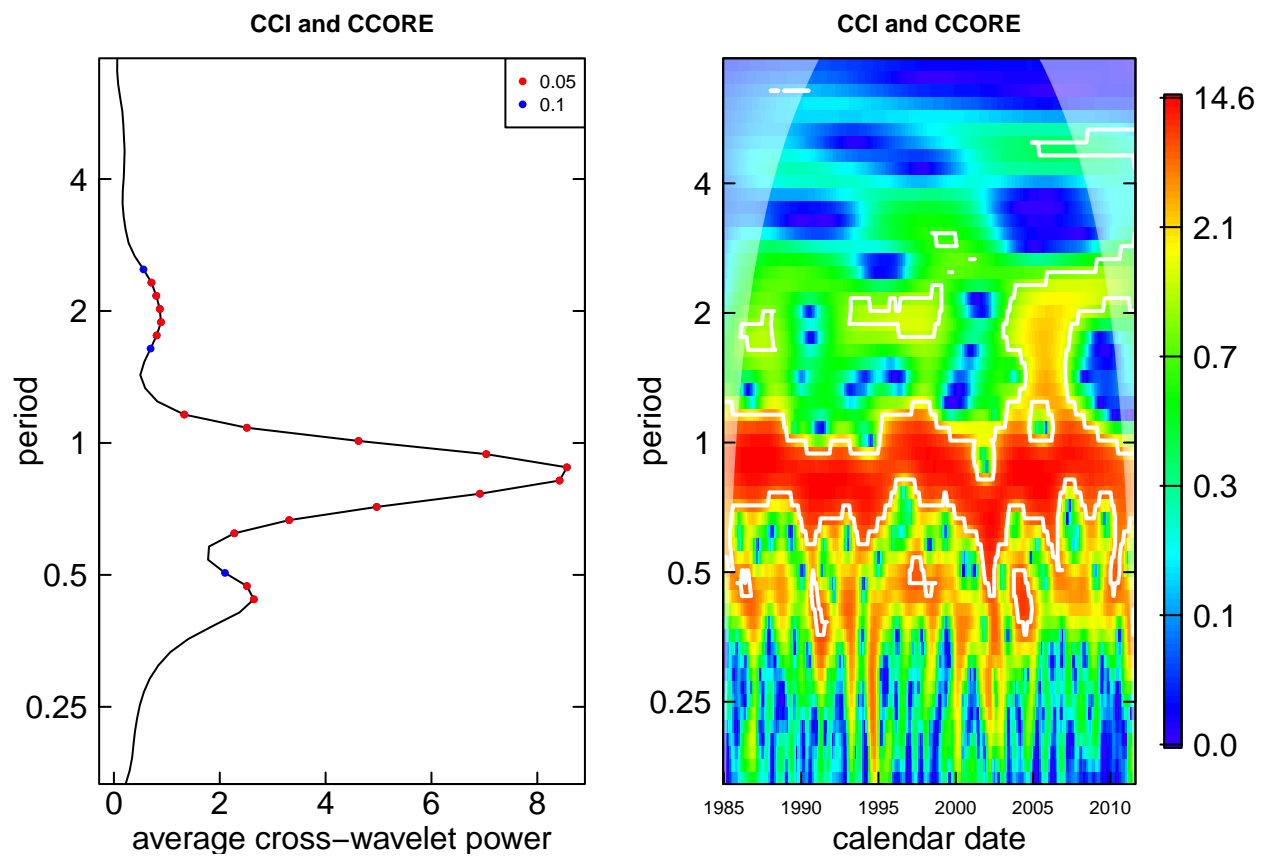 CCI and CCORE
0.05
0.1
4
2
1
0.5
0.25
period
0 2 4 6 8
average cross−wavelet power
CCI and CCORE
4
2
1
0.5
0.25
period
1985 1990 1995 2000 2005 2010
calendar date
14.6
2.1
0.7
0.3
0.1
0.0